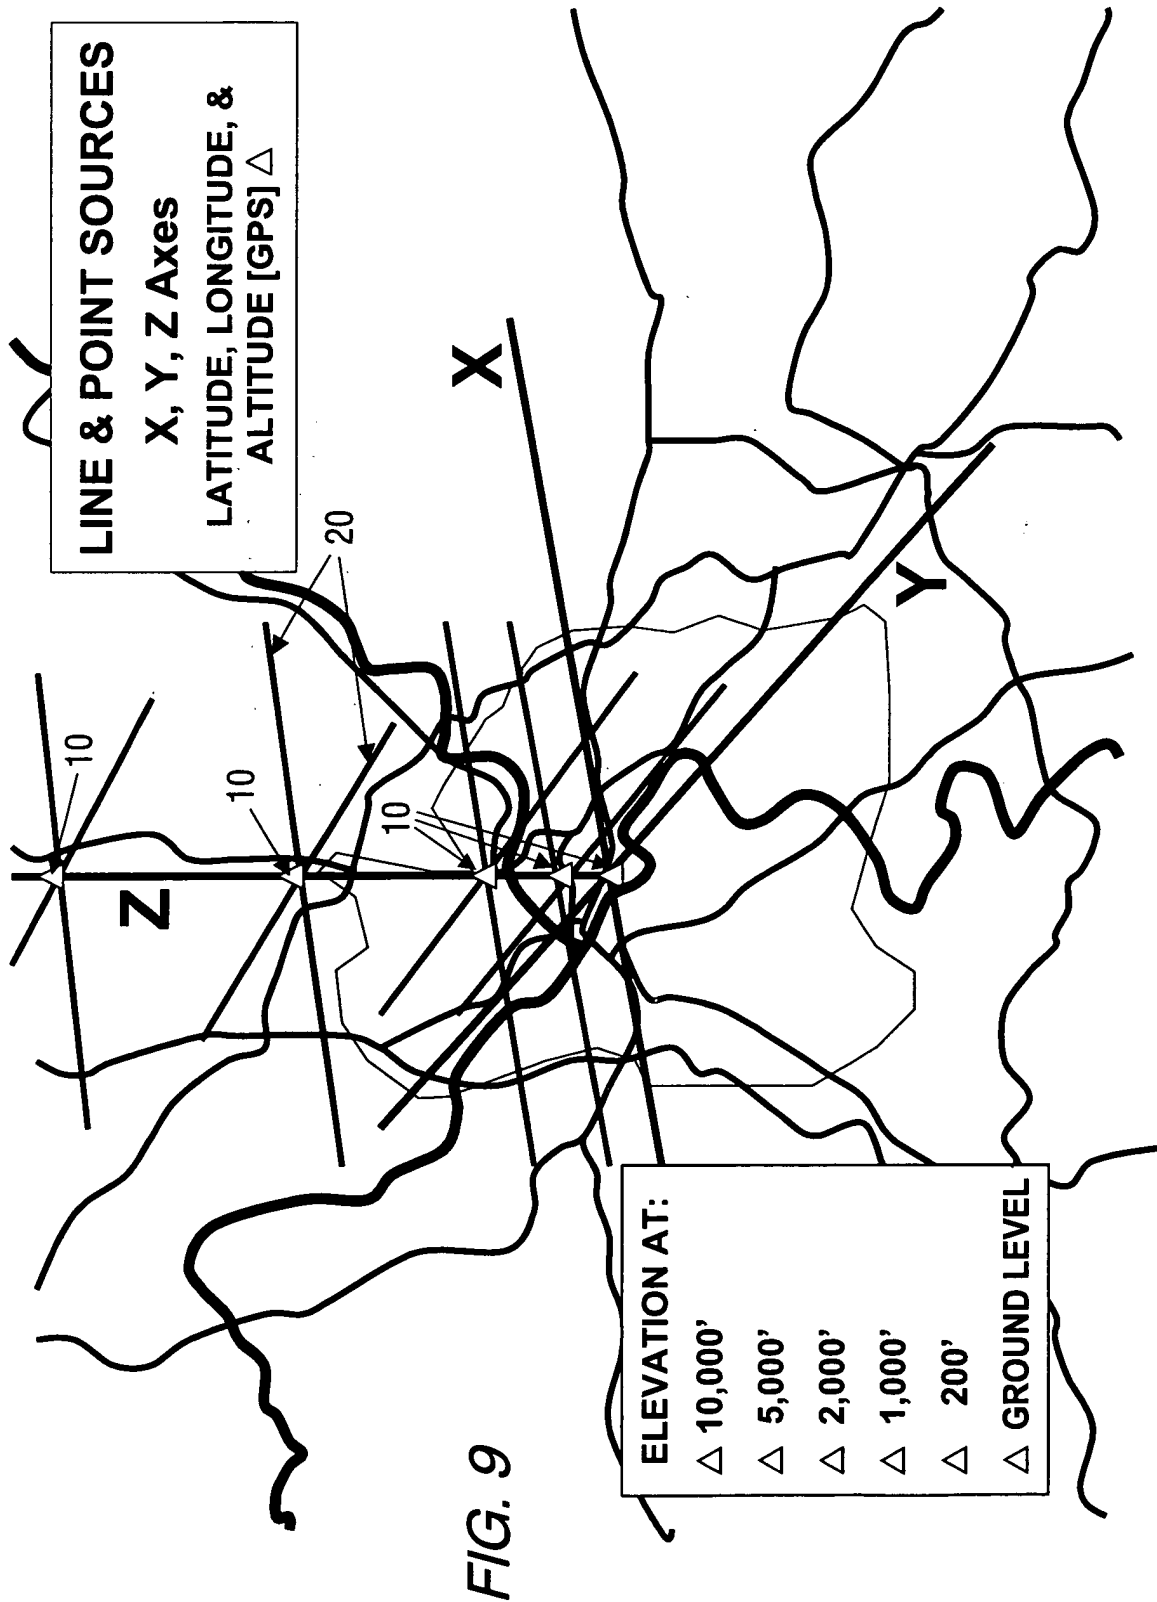 LINE & POINT SOURCES
X, Y, Z Axes
LATITUDE, LONGITUDE, &
ALTITUDE [GPS] △
20
10
10
10
Z
X
Y
ELEVATION AT:
△ 10,000’
△ 5,000’
△ 2,000’
△ 1,000’
△ 200’
△ GROUND LEVEL
FIG. 9